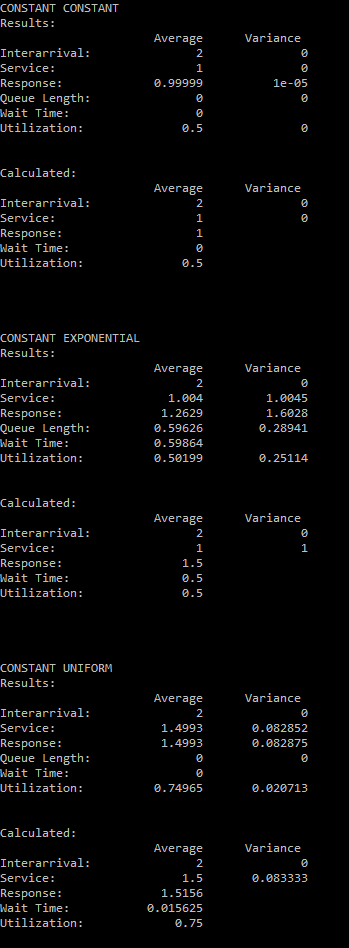 CONSTANT CONSTANT
Results:
Average Variance
Interarrival: 2 0
Service: 1 0
Response: 0.99999 1e-05
Queue Length: 0 0
Wait Time: 0
Utilization: 0.5 0
Calculated:
Average Variance
Interarrival: 2 0
Service: 1 0
Response: 1
Wait Time: 0
Utilization: 0.5
CONSTANT EXPONENTIAL
Results:
Average Variance
Interarrival: 2 0
Service: 1.004 1.0045
Response: 1.2629 1.6028
Queue Length: 0.59626 0.28941
Wait Time: 0.59864
Utilization: 0.50199 0.25114
Calculated:
Average Variance
Interarrival: 2 0
Service: 1 1
Response: 1.5
Wait Time: 0.5
Utilization: 0.5
CONSTANT UNIFORM
Results:
Average Variance
Interarrival: 2 0
Service: 1.4993 0.082852
Response: 1.4993 0.082875
Queue Length: 0 0
Wait Time: 0
Utilization: 0.74965 0.020713
Calculated:
Average Variance
Interarrival: 2 0
Service: 1.5 0.083333
Response: 1.5156
Wait Time: 0.015625
Utilization: 0.75